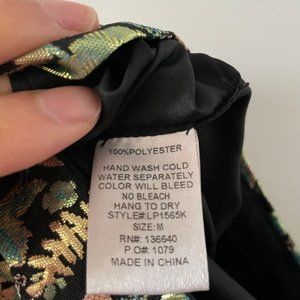 100%POLYESTER
HAND WASH COLD
WATER SEPARATELY
COLOR WILL BLEED
NO BLEACH
HANG TO DRY
STYLE#:LP1565K
SIZE:M
RN#: 136640
PO#: 1079
MADE IN CHINA